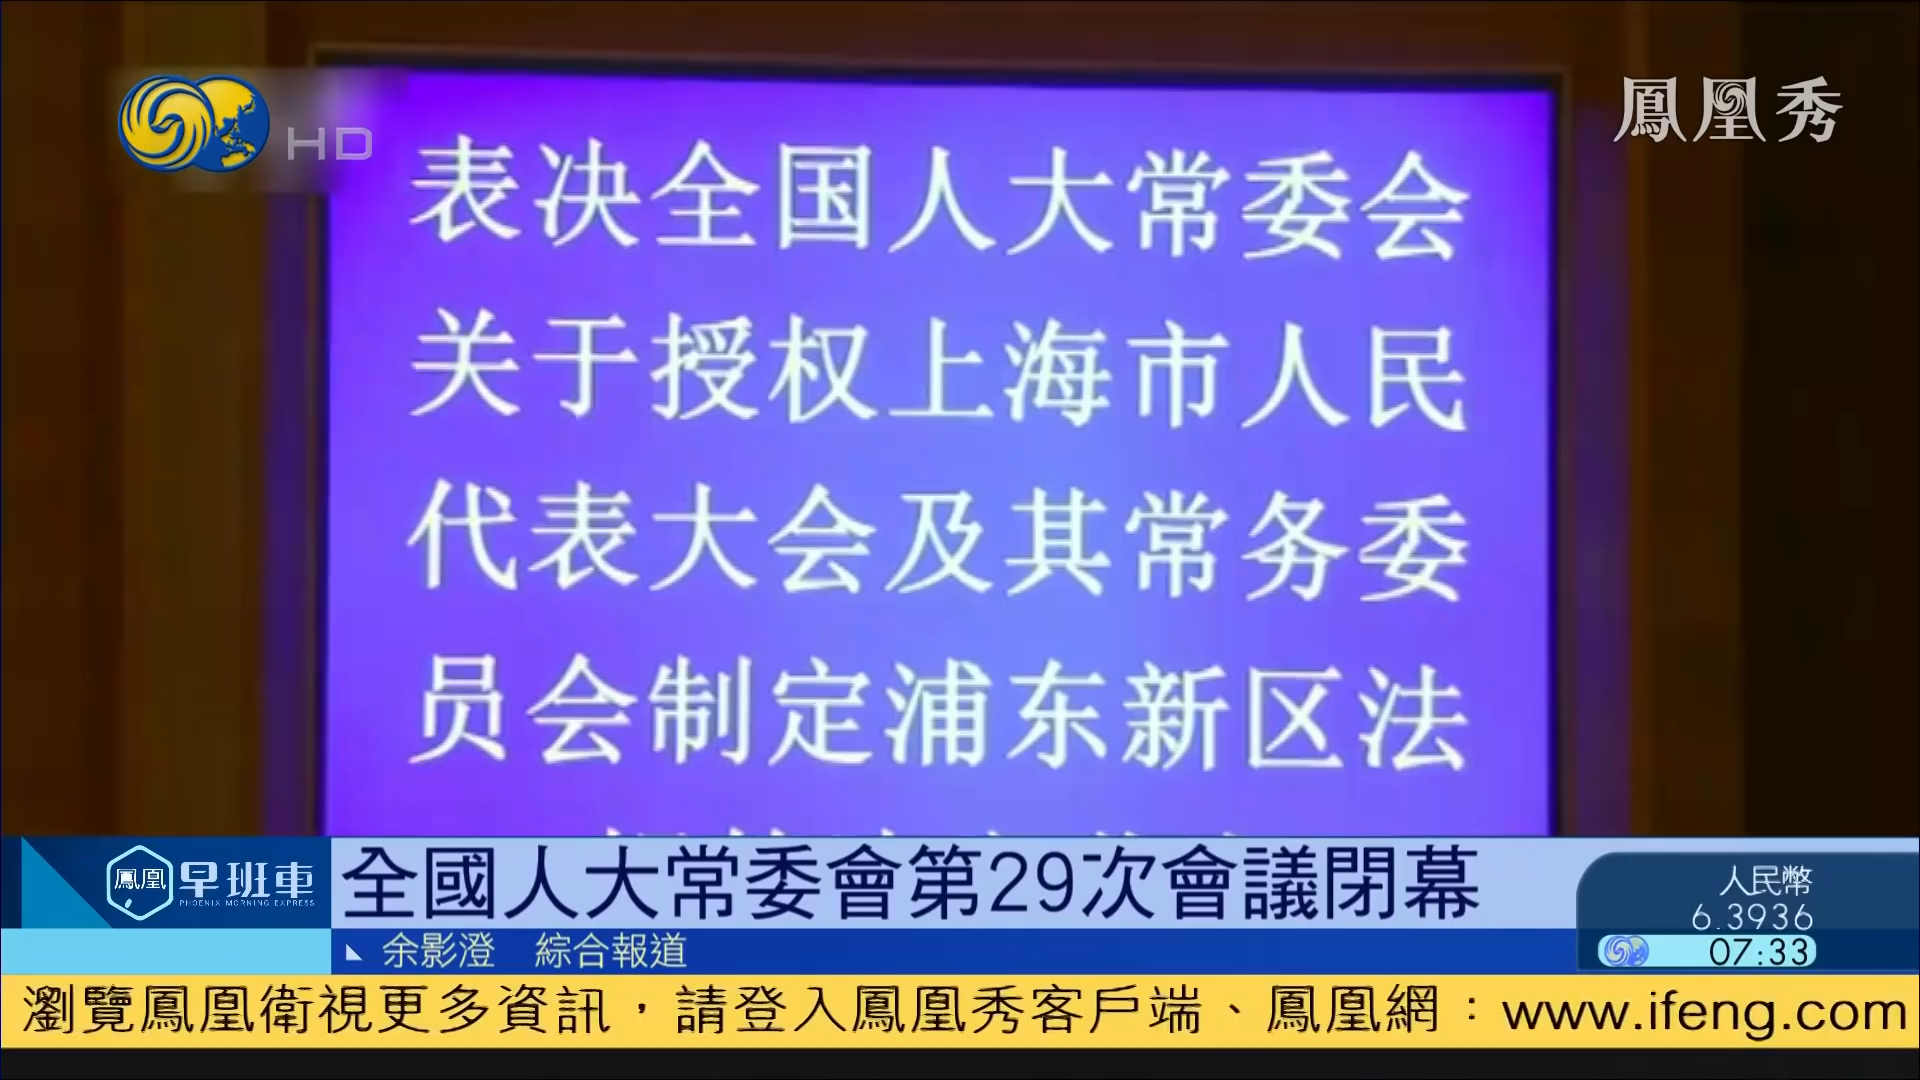 HD
鳳凰秀
表决全国人大常委会
关于授权上海市人民
代表大会及其常务委
员会制定浦东新区法
鳳凰
早班車
PHOENIX MORNING EXPRESS
全國人大常委會第29次會議閉幕
余影澄 綜合報道
人民幣
6.3936
07:33
瀏覽鳳凰衛視更多資訊，請登入鳳凰秀客戶端、鳳凰網：www.ifeng.com